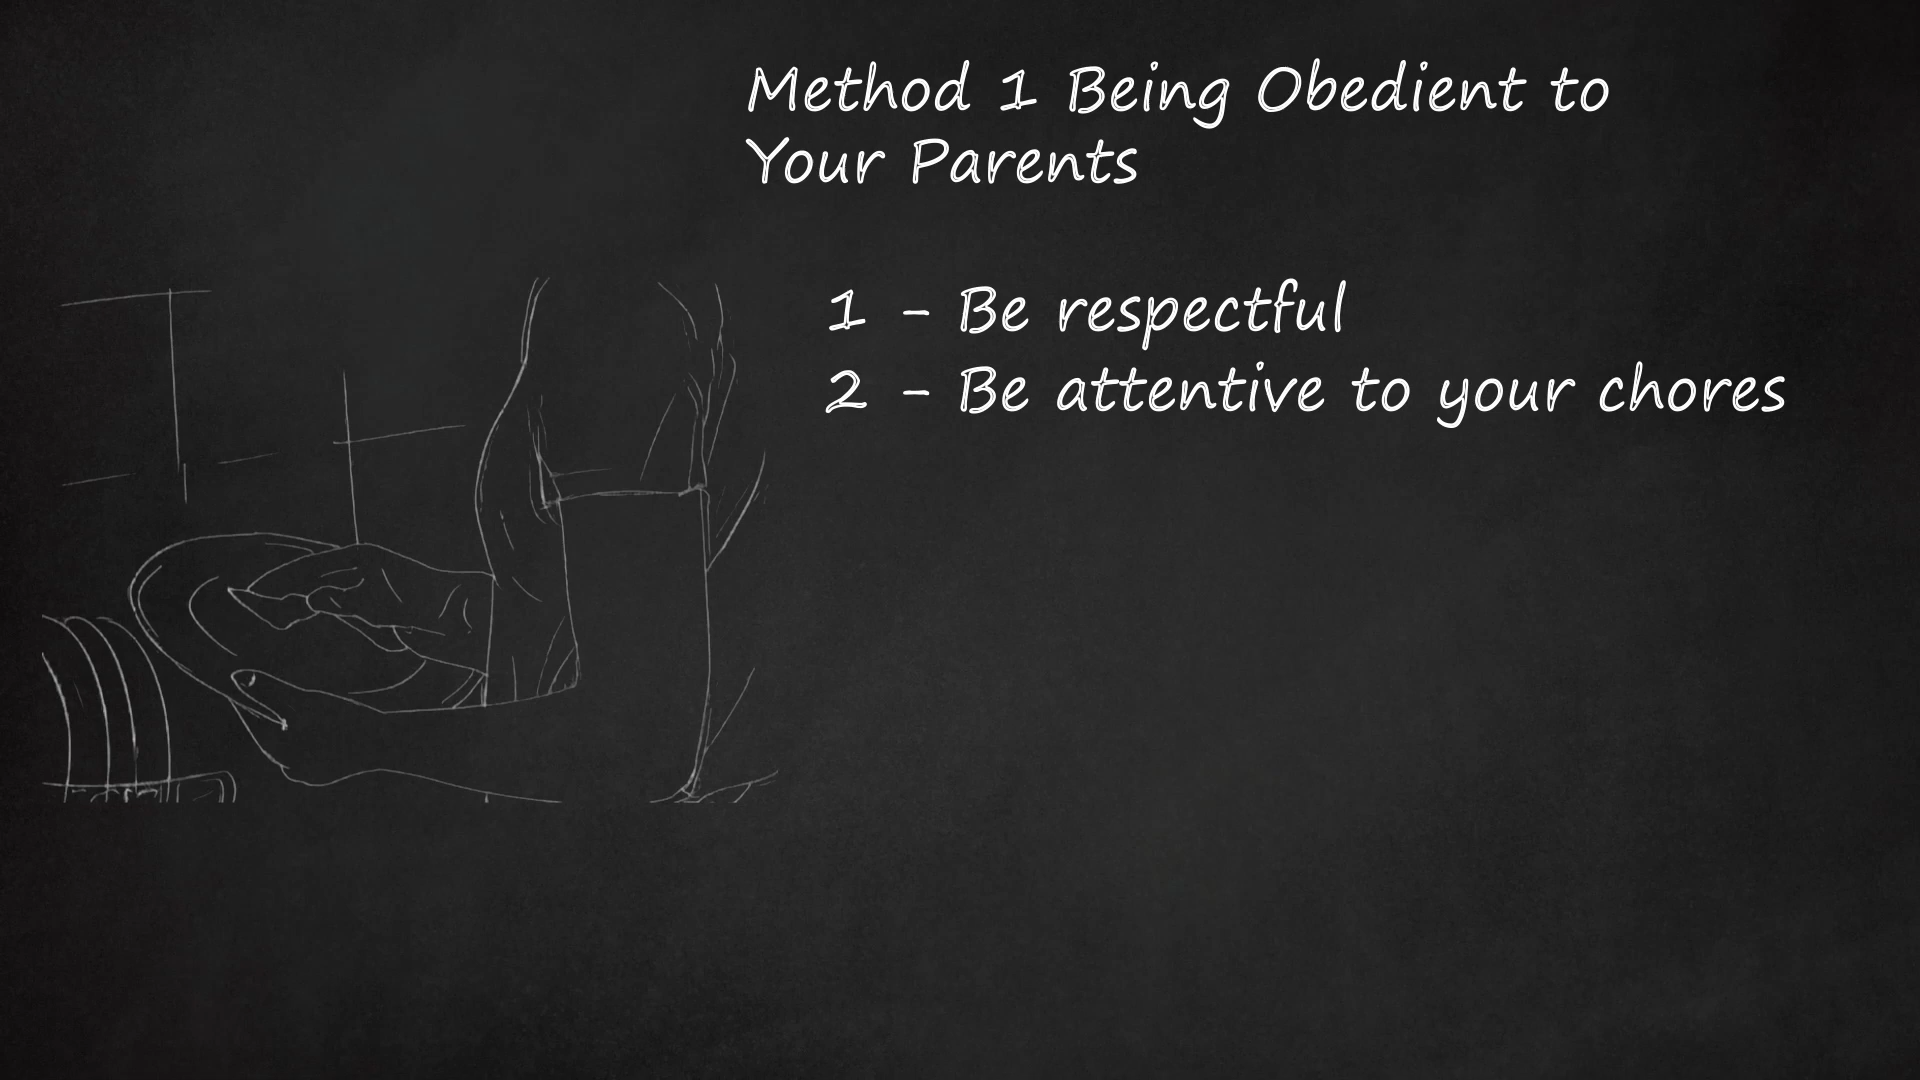 Method 1 Being Obedient to
Your Parents
1 - Be respectful
2 - Be attentive to your chores